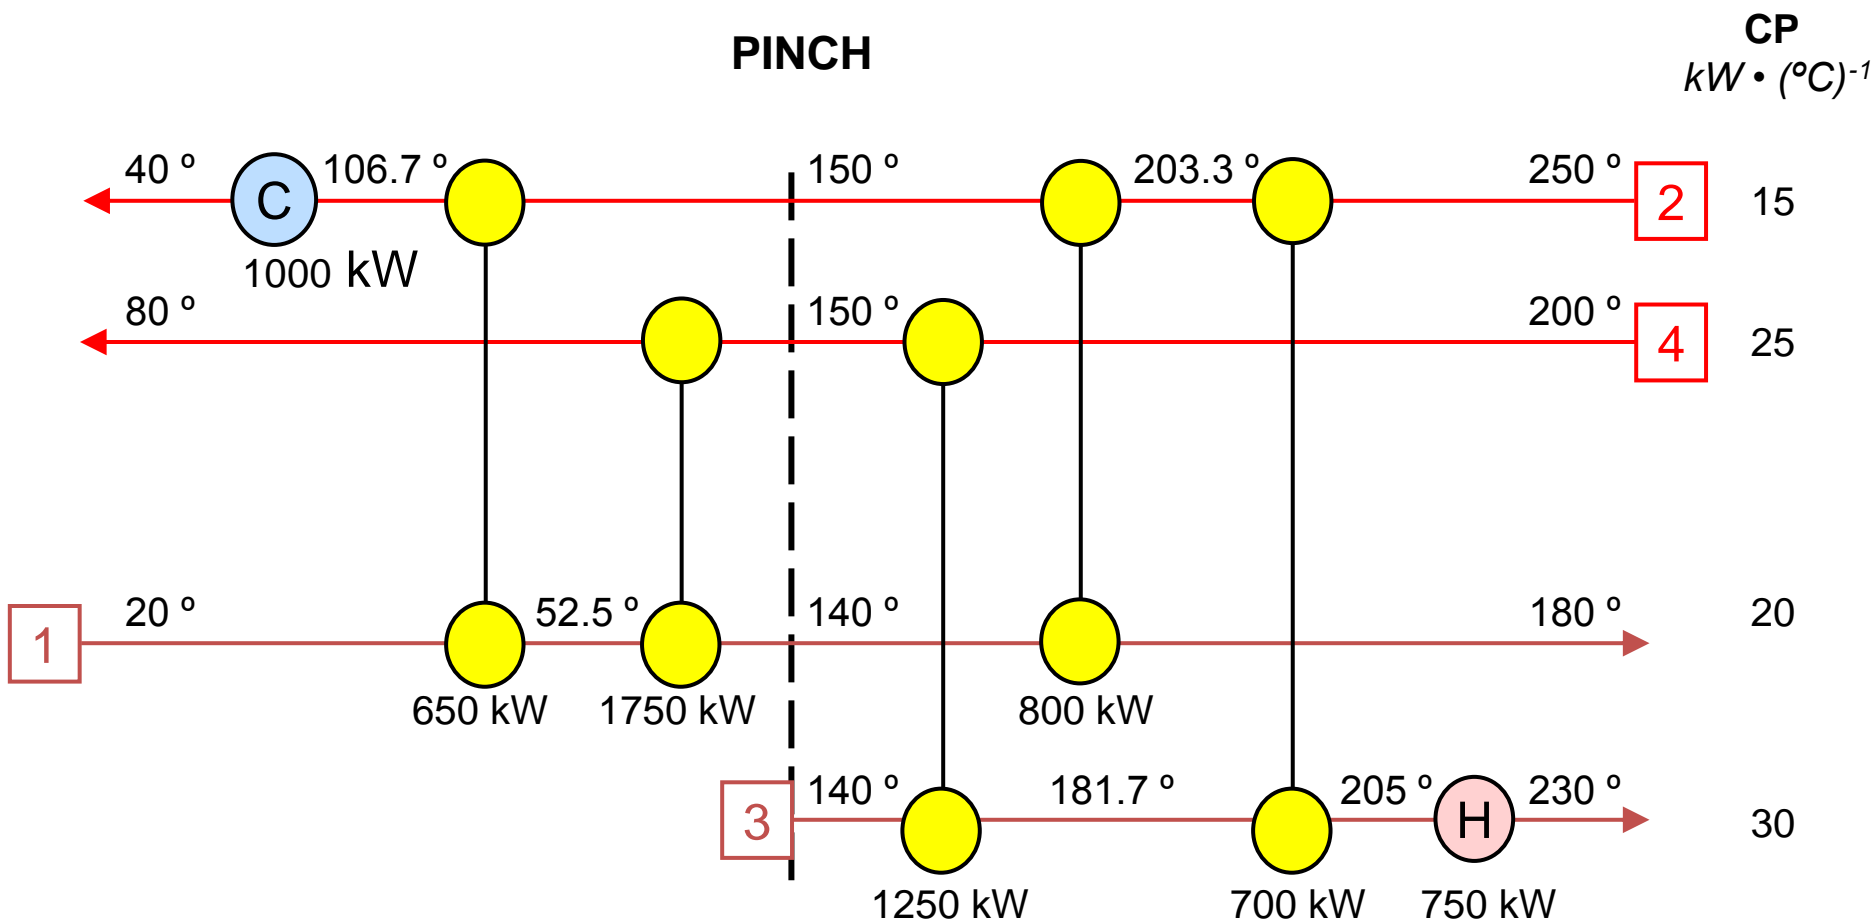 PINCH
CP
kW • (ºC)-1
40 º
C
106.7 º
150 º
203.3 º
250 º
2
15
1000 kW
80 º
150 º
200 º
4
25
1
20 º
52.5 º
140 º
180 º
20
650 kW
1750 kW
800 kW
3
140 º
181.7 º
205 º
H
230 º
30
1250 kW
700 kW
750 kW